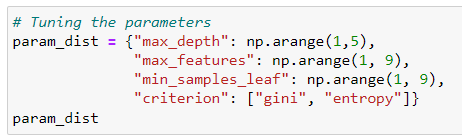 # Tuning the parameters
param_dist = {"max_depth": np.arange(1,5),
"max_features": np.arange(1, 9),
"min_samples_leaf": np.arange(1, 9),
"criterion": ["gini", "entropy"]}
param_dist